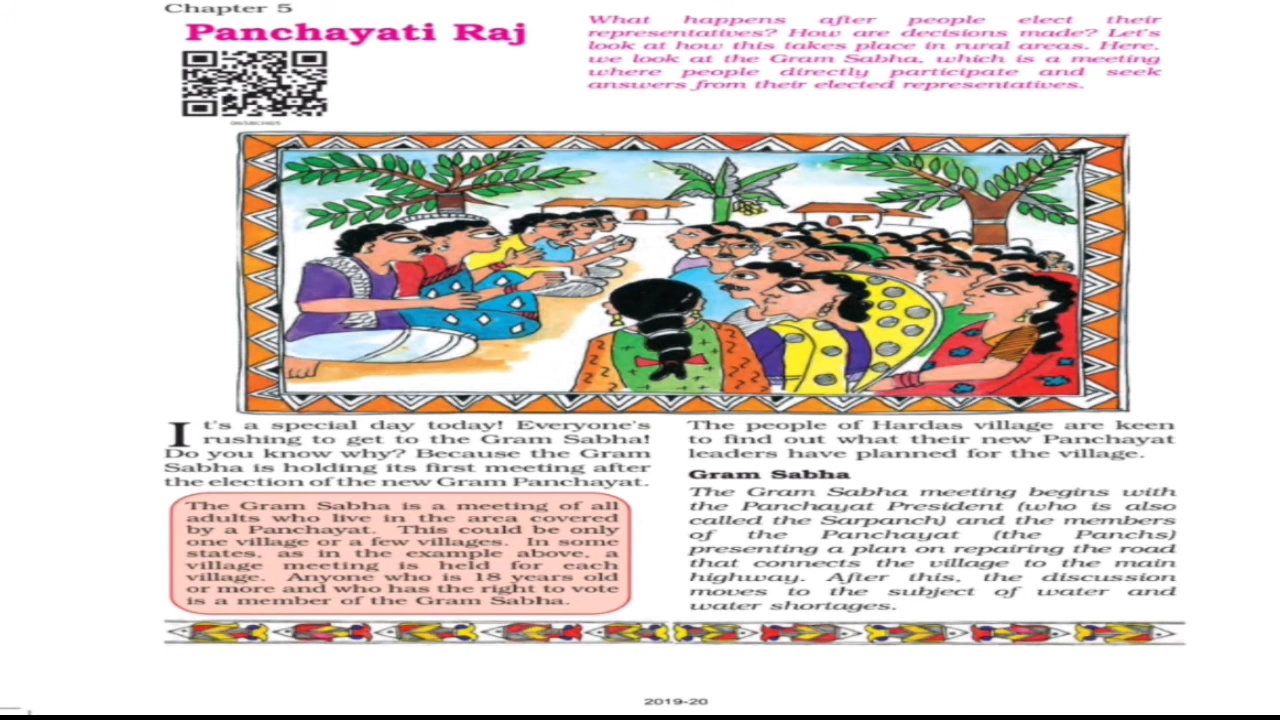 Chapter 5
Panchayati Raj
What happens after people elect their
representatives? How are decisions made? Let's
look at how this takes place in rural areas. Here,
we look at the Gram Sabha, which is a meeting
where people directly participate and seek
answers from their elected representatives.
It's a special day today! Everyone's
rushing to get to the Gram Sabha!
Do you know why? Because the Gram
Sabha is holding its first meeting after
the election of the new Gram Panchayat.
The Gram Sabha is a meeting of all
adults who live in the area covered
by a Panchayat. This could be only
one village or a few villages. In some
states, as in the example above, a
village meeting is held for each
village. Anyone who is 18 years old
or more and who has the right to vote
is a member of the Gram Sabha.
The people of Hardas village are keen
to find out what their new Panchayat
leaders have planned for the village.
Gram Sabha
The Gram Sabha meeting begins with
the Panchayat President (who is also
called the Sarpanch) and the members
of the Panchayat (the Panchs)
presenting a plan on repairing the road
that connects the village to the main
highway. After this, the discussion
moves to the subject of water and
water shortages.
2019-20